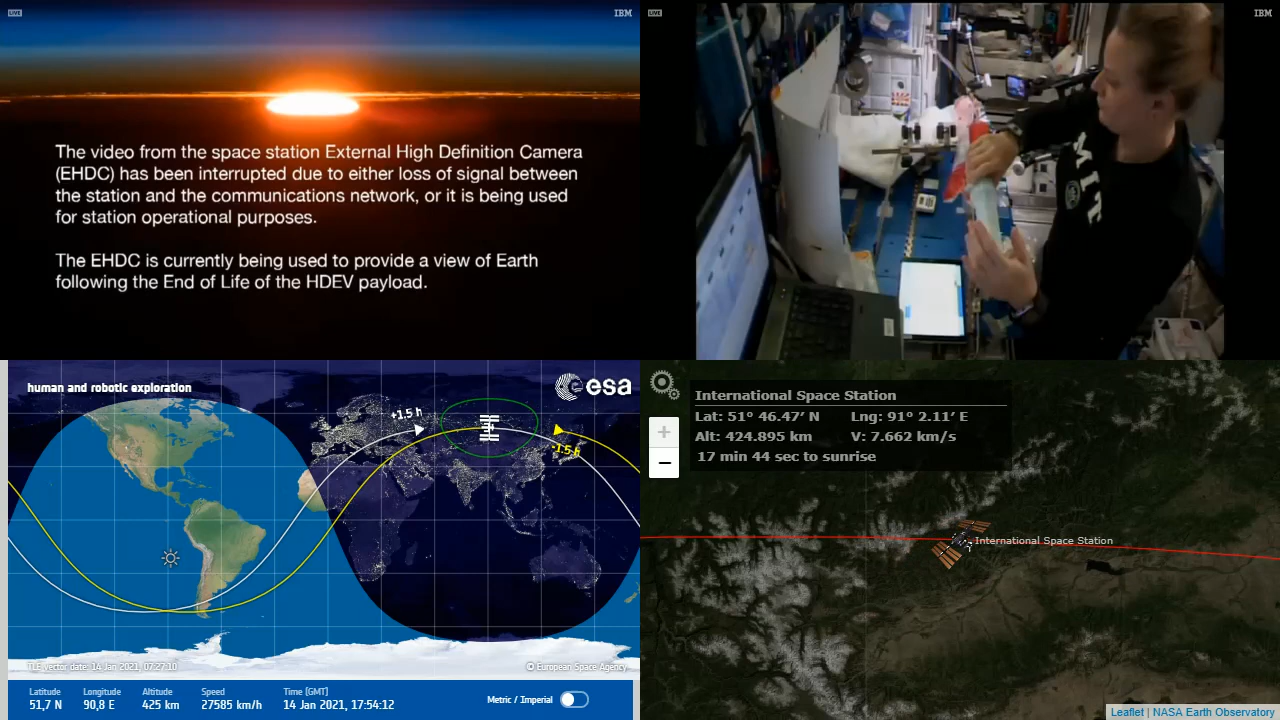 LIVE
IBM
The video from the space station External High Definition Camera
(EHDC) has been interrupted due to either loss of signal between
the station and the communications network, or it is being used
for station operational purposes.
The EHDC is currently being used to provide a view of Earth
following the End of Life of the HDEV payload.
LIVE
IBM
MIT
human and robotic exploration
esa
+1.5 h
-1.5 h
TLE vector date: 14 Jan 2021, 07:27:10
© European Space Agency
Latitude Longitude Altitude Speed Time (GMT)
51,7 N 90,8 E 425 km 27585 km/h 14 Jan 2021, 17:54:12
Metric / Imperial
+
−
International Space Station
Lat: 51° 46.47′ N Lng: 91° 2.11′ E
Alt: 424.895 km V: 7.662 km/s
17 min 44 sec to sunrise
International Space Station
Leaflet | NASA Earth Observatory